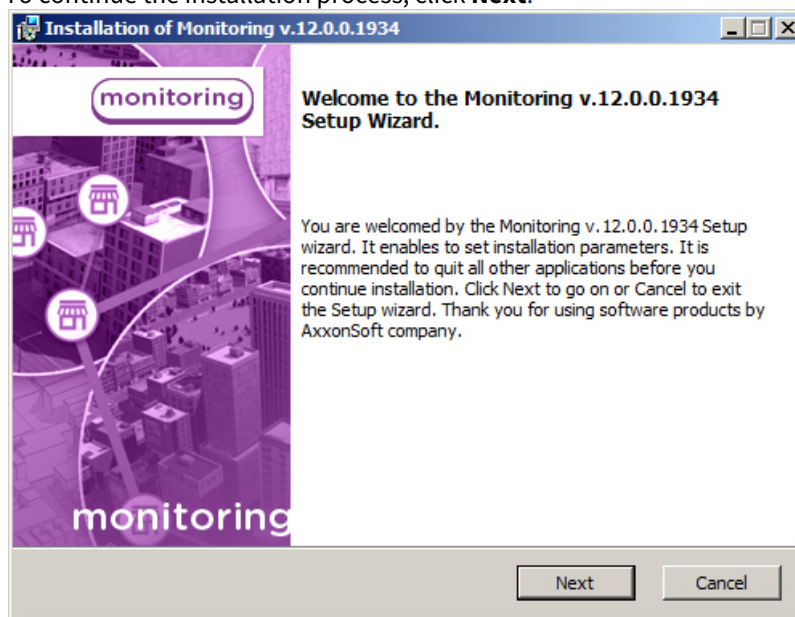 To continue the installation process, click Next.
Installation of Monitoring v.12.0.0.1934
monitoring
Welcome to the Monitoring v.12.0.0.1934
Setup Wizard.
You are welcomed by the Monitoring v.12.0.0.1934 Setup
wizard. It enables to set installation parameters. It is
recommended to quit all other applications before you
continue installation. Click Next to go on or Cancel to exit
the Setup wizard. Thank you for using software products by
AxxonSoft company.
monitoring
Next
Cancel